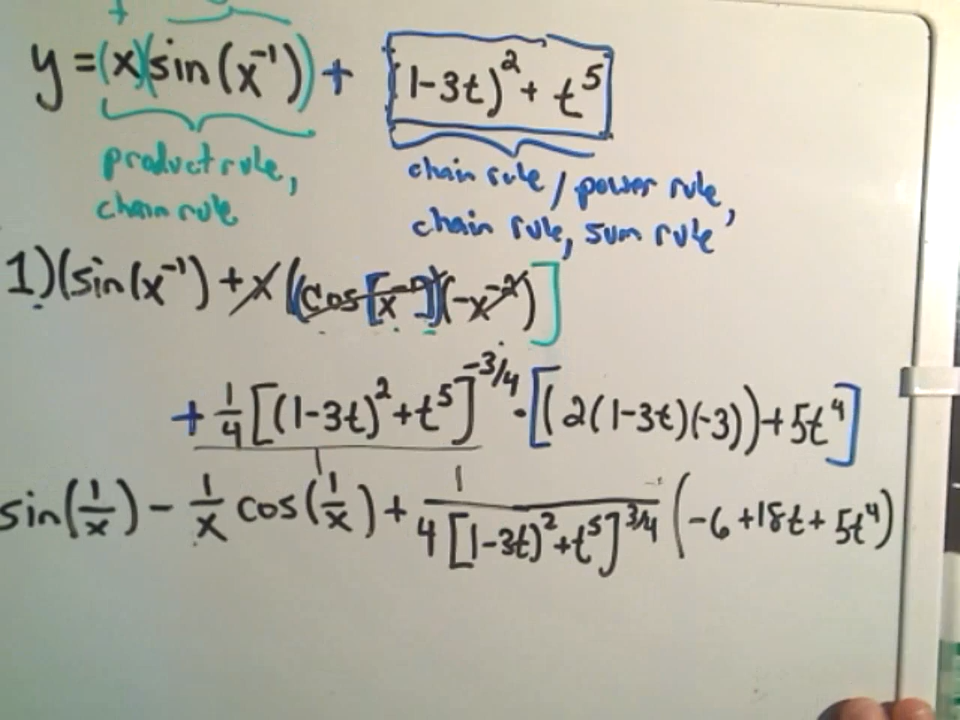 y = (x)(sin(x⁻¹)) + (1-3t)² + t⁵
product rule, chain rule / power rule,
chain rule chain rule, sum rule
1)(sin(x⁻¹) + x((cos[x⁻¹])(-x⁻²)]
+ 1/4 [(1-3t)² + t⁵]^(-3/4) · [(2(1-3t)(-3)) + 5t⁴]
sin(1/x) - 1/x cos(1/x) + 1/(4[1-3t)² + t⁵]^(3/4)) (-6 + 18t + 5t⁴)